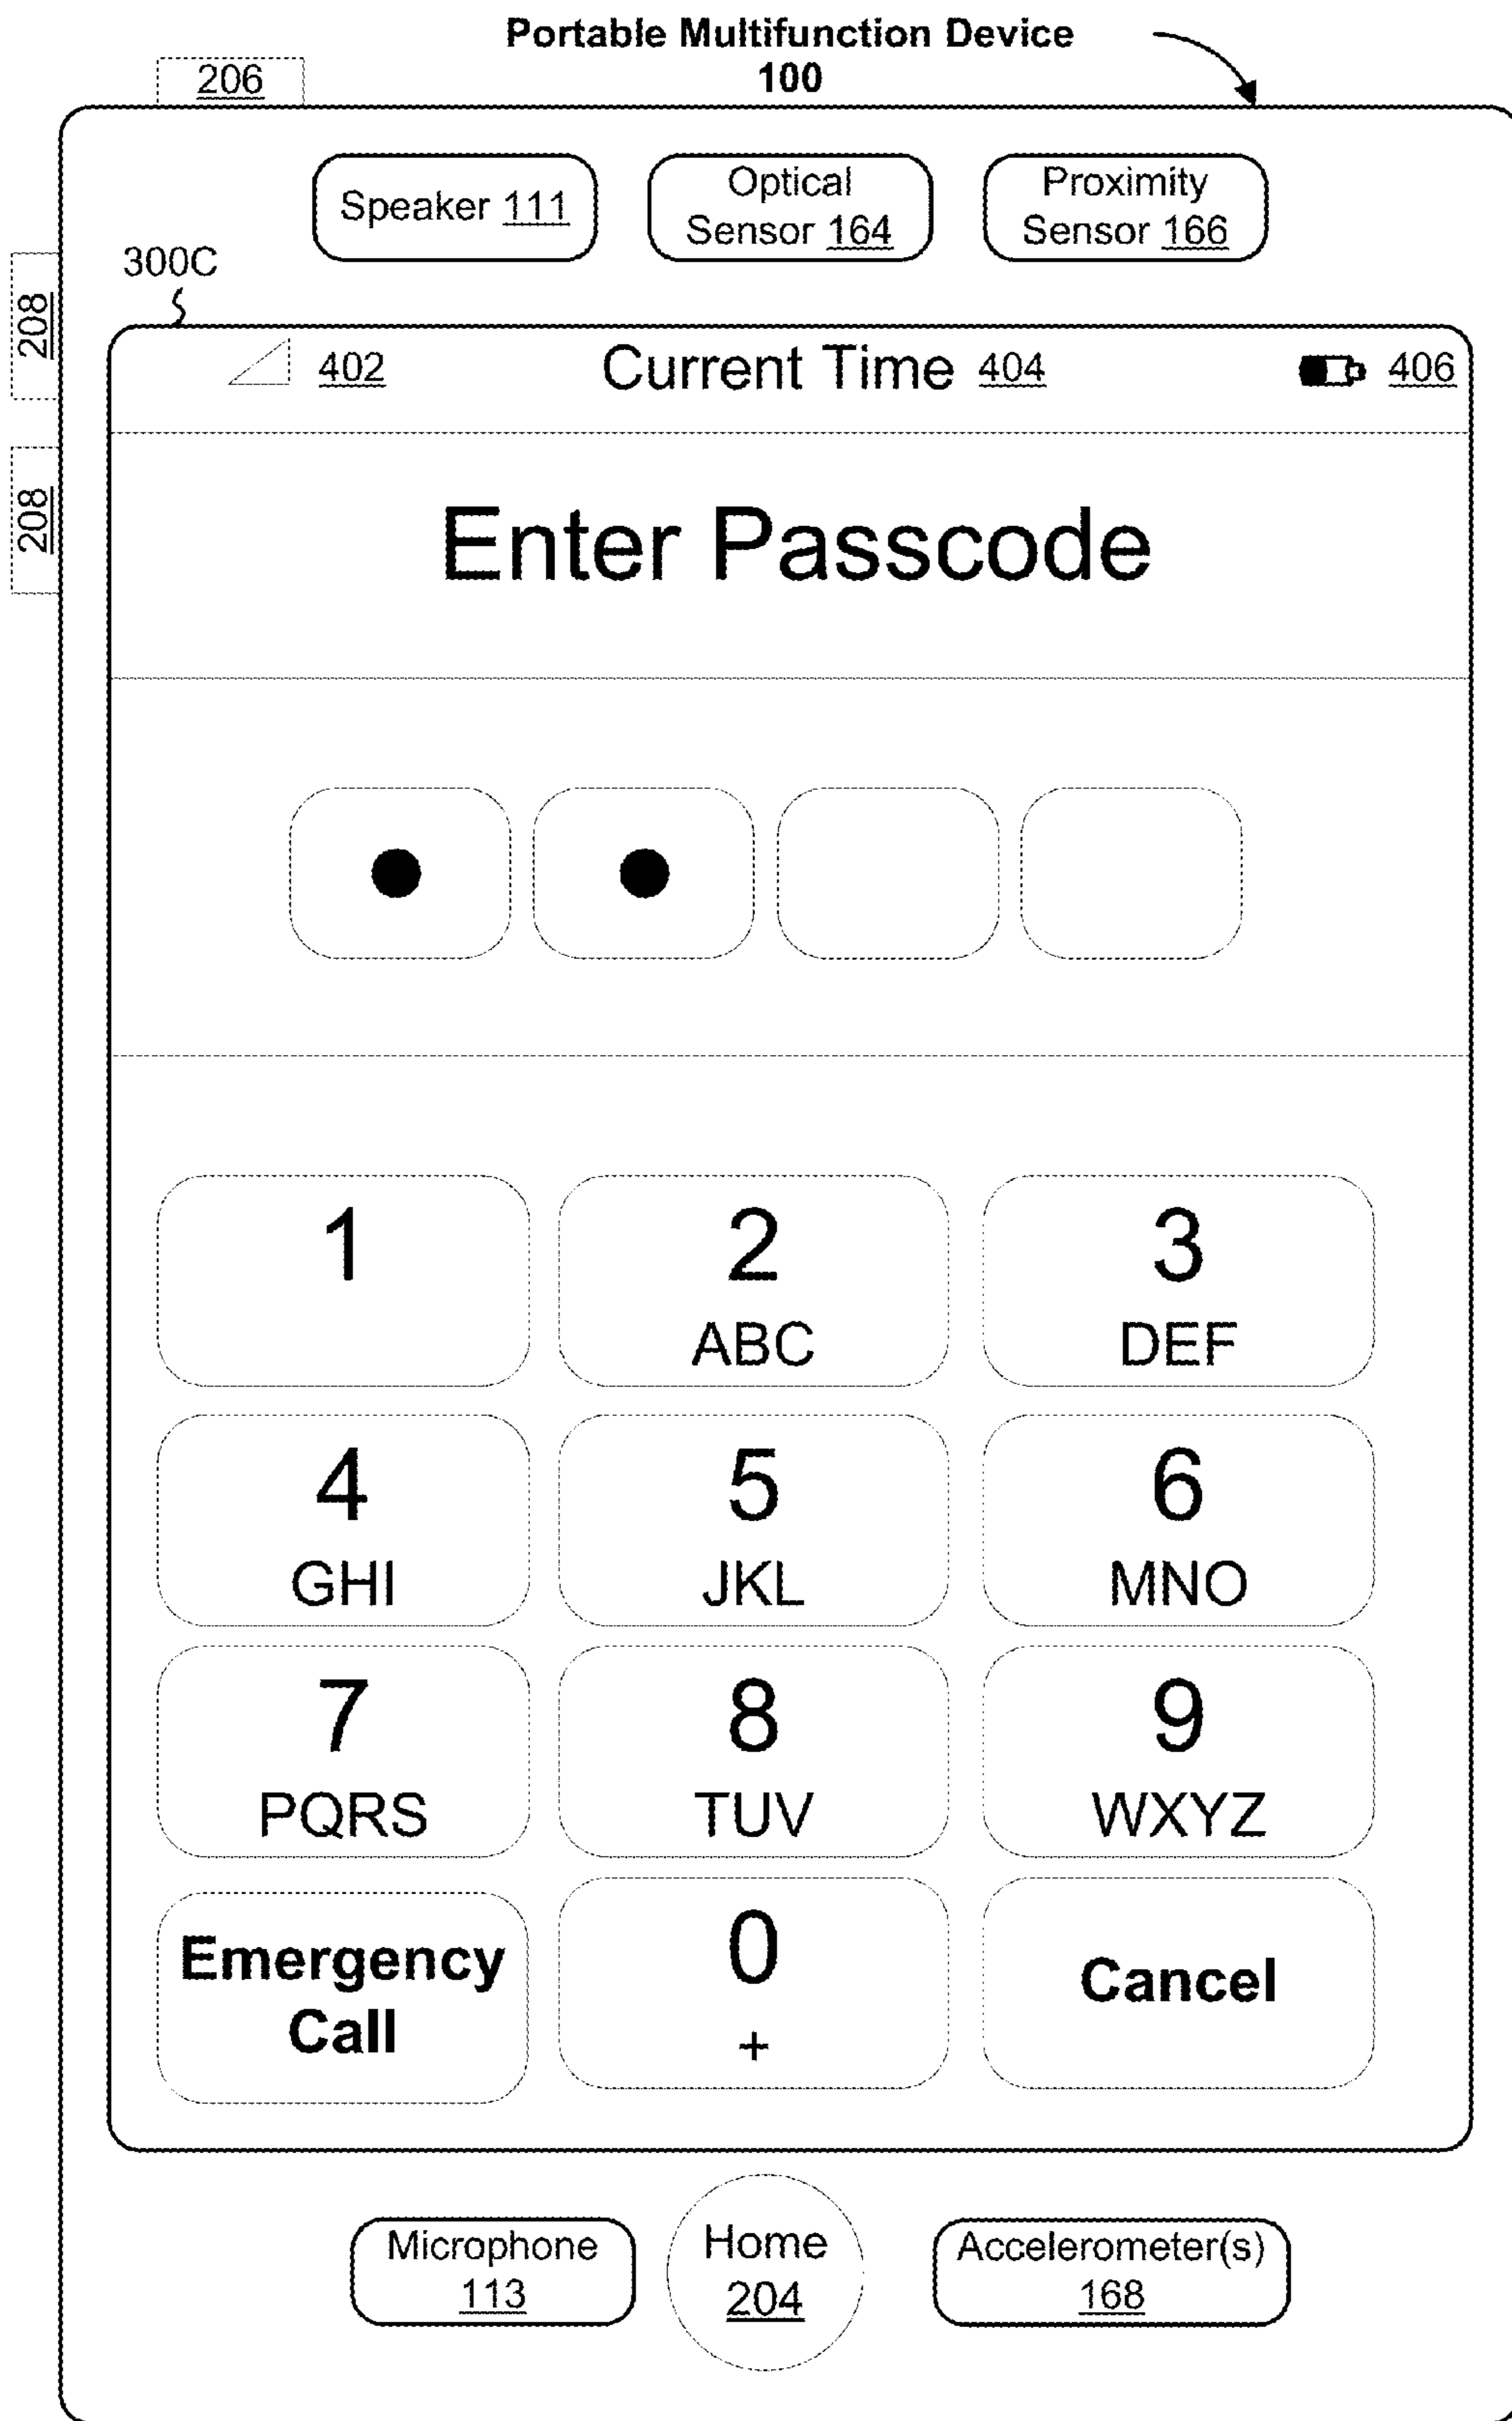 Portable Multifunction Device
100
206
Speaker 111
Optical
Sensor 164
Proximity
Sensor 166
300C
208
208
402
Current Time 404
406
Enter Passcode
1
2
ABC
3
DEF
4
GHI
5
JKL
6
MNO
7
PQRS
8
TUV
9
WXYZ
Emergency
Call
0
+
Cancel
Microphone
113
Home
204
Accelerometer(s)
168